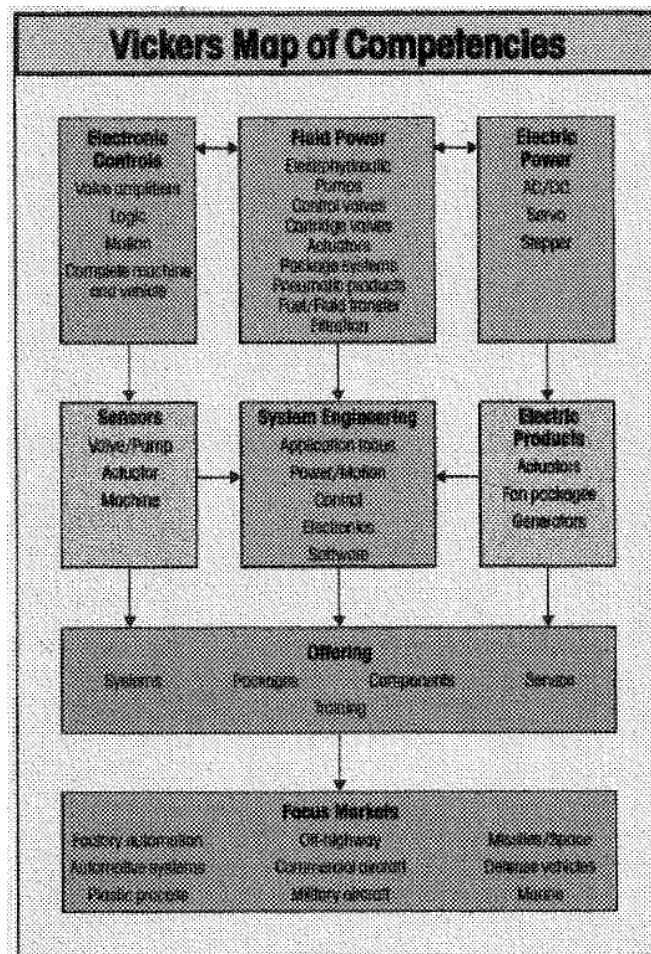 Vickers Map of Competencies
Electronic
Controls
Valve amplifiers
Logic
Motion
Complete machine
and vehicle
Fluid Power
Electrohydraulic
Pumps
Control valves
Cartridge valves
Actuators
Package systems
Pneumatic products
Fuel/Fluid transfer
Filtration
Electric
Power
AC/DC
Servo
Stepper
Sensors
Valve/Pump
Actuator
Machine
System Engineering
Application focus
Power/Motion
Control
Electronics
Software
Electric
Products
Actuators
Fan packages
Generators
Offering
Systems Packages Components Service
Training
Focus Markets
Factory automation Off-highway Missiles/Space
Automotive systems Commercial aircraft Defense vehicles
Plastic process Military aircraft Marine